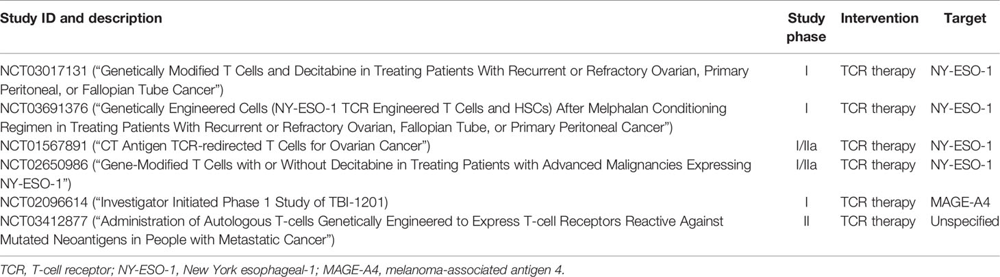 Study ID and description Study phase Intervention Target
NCT03017131 (“Genetically Modified T Cells and Decitabine in Treating Patients With Recurrent or Refractory Ovarian, Primary I TCR therapy NY-ESO-1
Peritoneal, or Fallopian Tube Cancer”)
NCT03691376 (“Genetically Engineered Cells (NY-ESO-1 TCR Engineered T Cells and HSCs) After Melphalan Conditioning I TCR therapy NY-ESO-1
Regimen in Treating Patients With Recurrent or Refractory Ovarian, Fallopian Tube, or Primary Peritoneal Cancer”)
NCT01567891 (“CT Antigen TCR-redirected T Cells for Ovarian Cancer”) I/IIa TCR therapy NY-ESO-1
NCT02650986 (“Gene-Modified T Cells with or Without Decitabine in Treating Patients with Advanced Malignancies Expressing I/IIa TCR therapy NY-ESO-1
NY-ESO-1”)
NCT02096614 (“Investigator Initiated Phase 1 Study of TBI-1201) I TCR therapy MAGE-A4
NCT03412877 (“Administration of Autologous T-cells Genetically Engineered to Express T-cell Receptors Reactive Against II TCR therapy Unspecified
Mutated Neoantigens in People with Metastatic Cancer”)
TCR, T-cell receptor; NY-ESO-1, New York esophageal-1; MAGE-A4, melanoma-associated antigen 4.